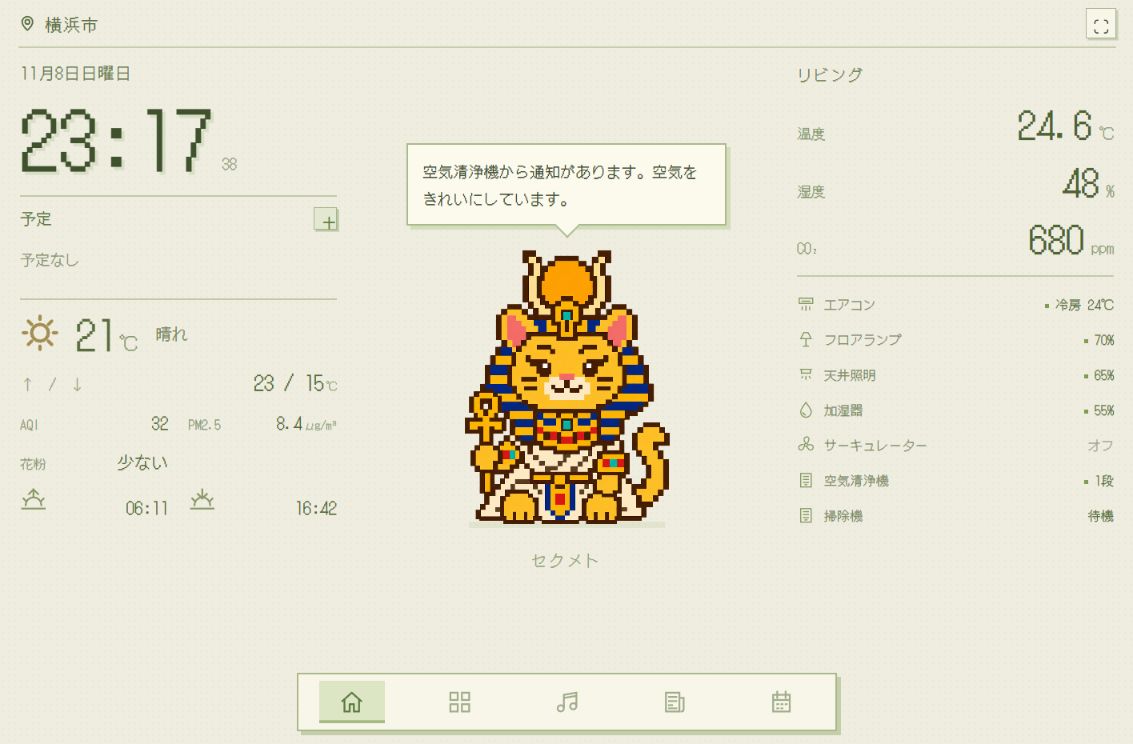 横浜市
11月8日日曜日
23:17 38
予定
予定なし
21℃ 晴れ
↑ / ↓ 23 / 15℃
AQI 32 PM2.5 8.4 μg/m³
花粉 少ない
06:11 16:42
空気清浄機から通知があります。空気を
きれいにしています。
セクメト
リビング
温度 24.6 ℃
湿度 48 %
CO₂ 680 ppm
エアコン 冷房 24℃
フロアランプ 70%
天井照明 65%
加湿器 55%
サーキュレーター オフ
空気清浄機 1段
掃除機 待機